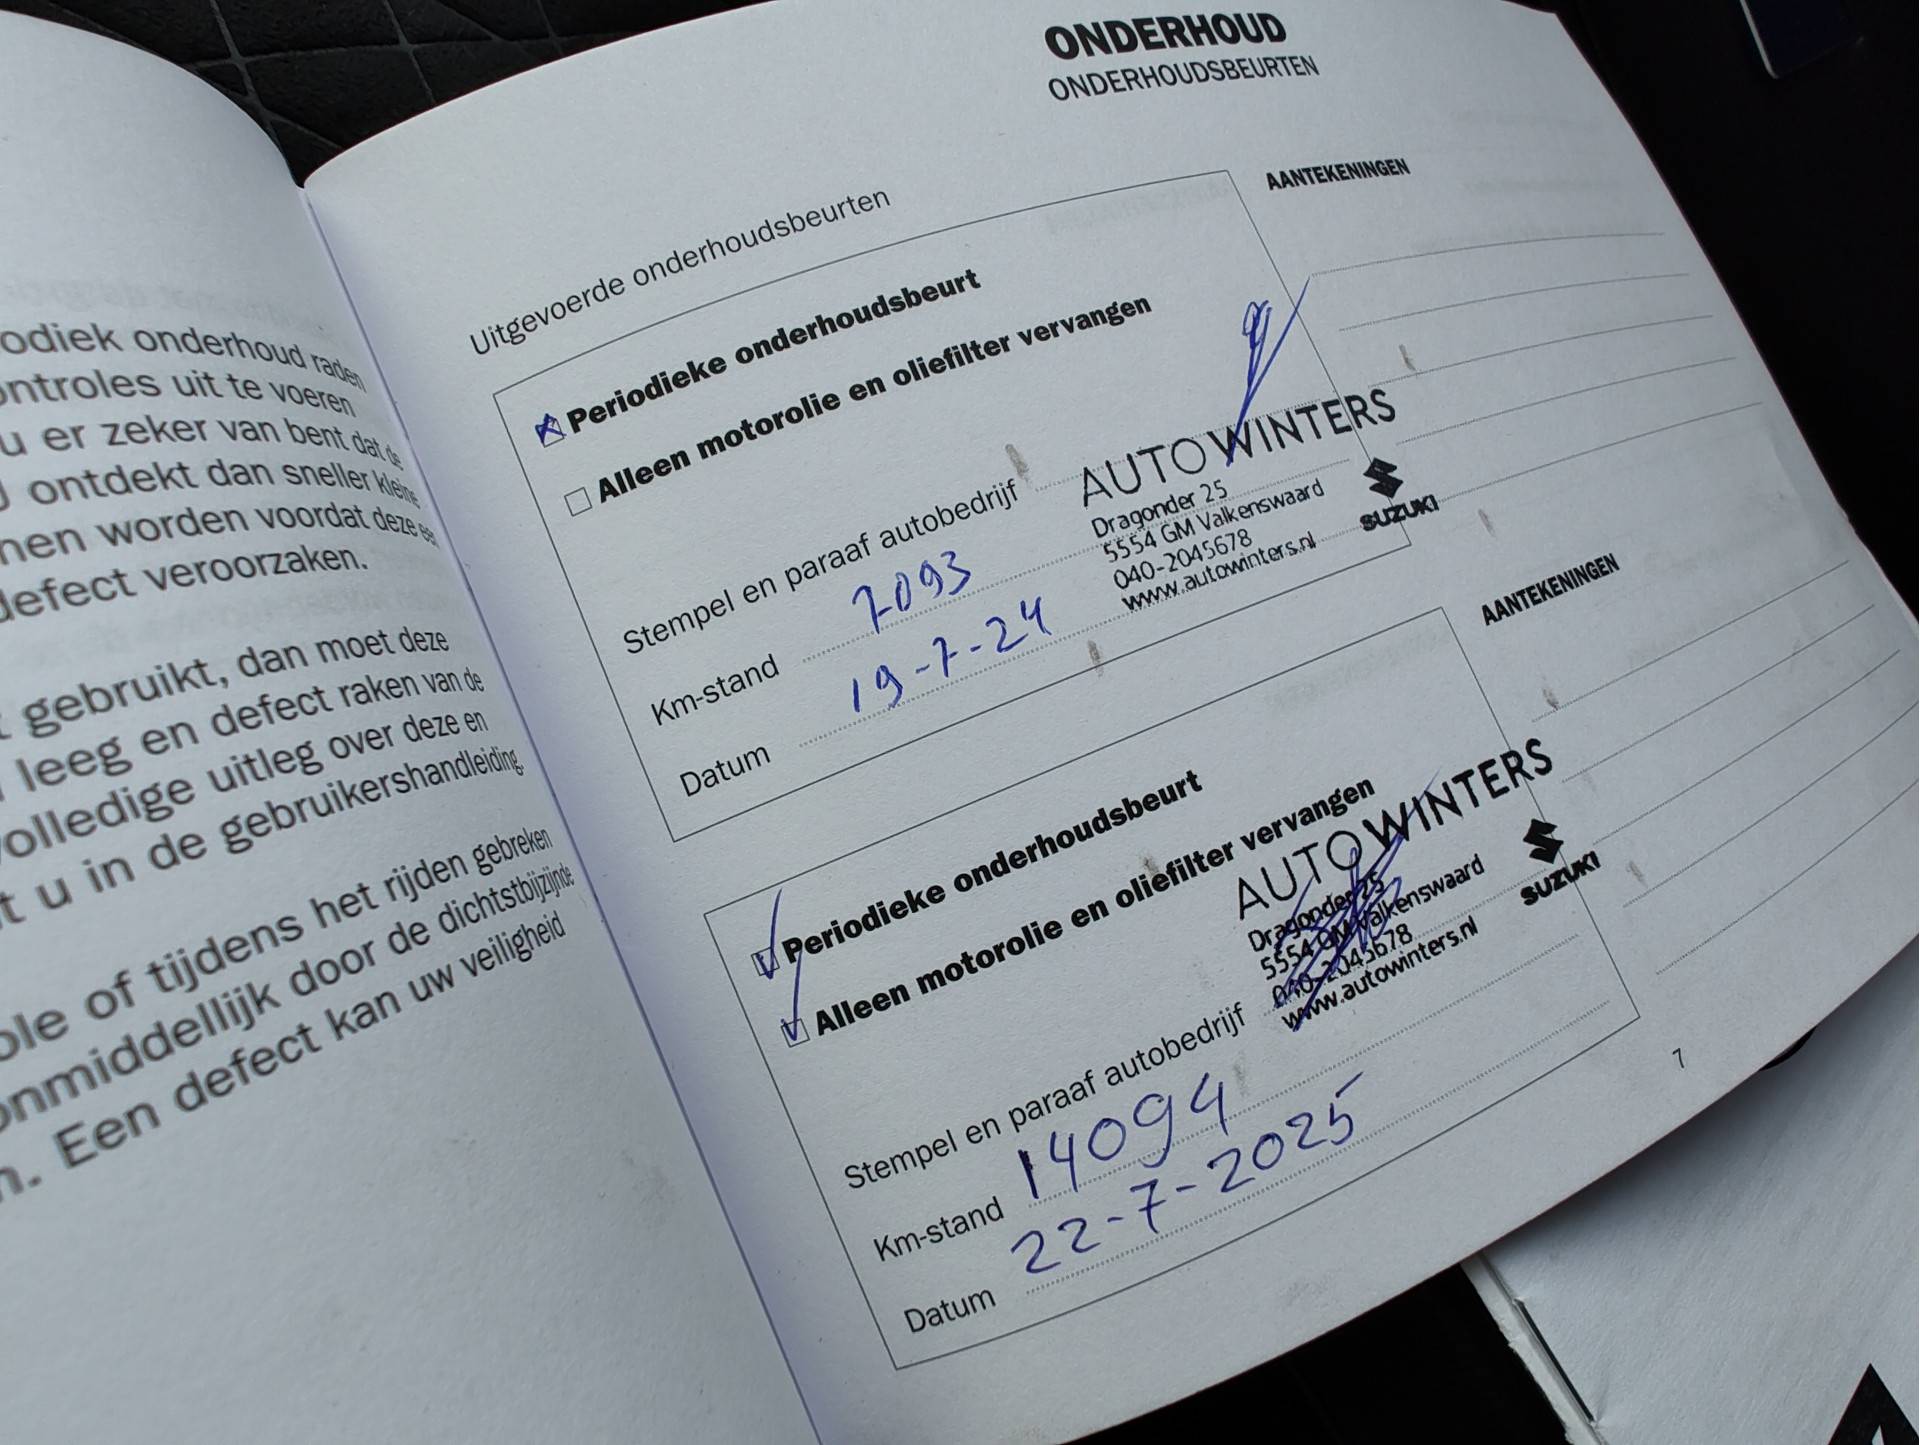 odiek onderhoud raden
ontroles uit te voeren
u er zeker van bent dat de
ontdekt dan sneller kleine
nen worden voordat deze een
defect veroorzaken.
t gebruikt, dan moet deze
leeg en defect raken van de
volledige uitleg over deze en
t u in de gebruikershandleiding.
ole of tijdens het rijden gebreken
onmiddellijk door de dichtstbijzijnde
n. Een defect kan uw veiligheid
ONDERHOUD
ONDERHOUDSBEURTEN
Uitgevoerde onderhoudsbeurten
Periodieke onderhoudsbeurt
Alleen motorolie en oliefilter vervangen
Stempel en paraaf autobedrijf
AUTOWINTERS
Dragonder 25
5554 GM Valkenswaard
040-2045678
www.autowinters.nl
SUZUKI
Km-stand 7093
Datum 19-7-24
AANTEKENINGEN
Periodieke onderhoudsbeurt
Alleen motorolie en oliefilter vervangen
Stempel en paraaf autobedrijf
AUTOWINTERS
Dragonder 25
5554 GM Valkenswaard
040-2045678
www.autowinters.nl
SUZUKI
Km-stand 14094
Datum 22-7-2025
AANTEKENINGEN
7